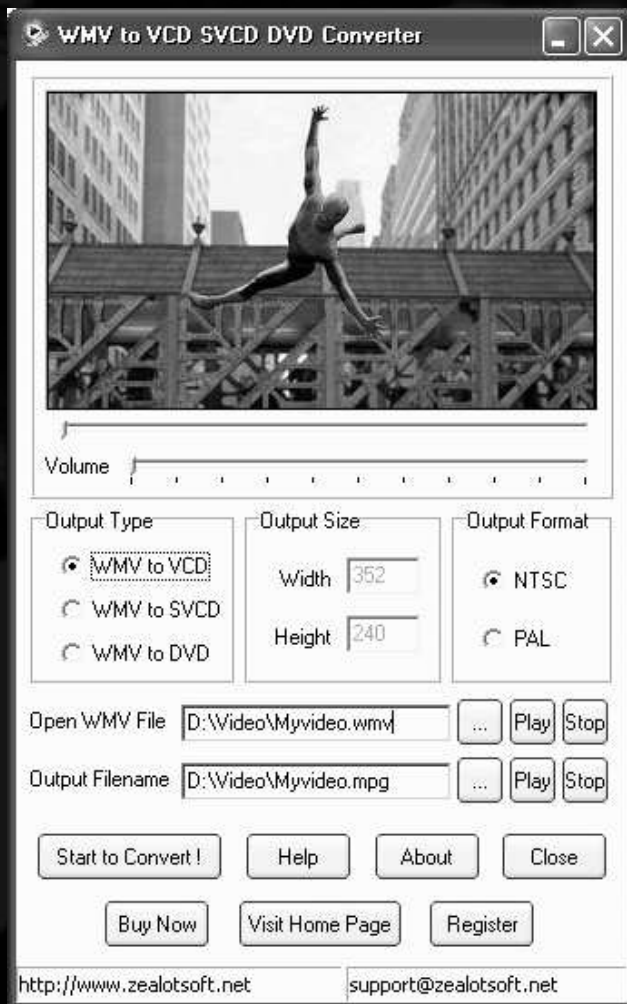 WMV to VCD SVCD DVD Converter
Volume
Output Type
WMV to VCD
WMV to SVCD
WMV to DVD
Output Size
Width 352
Height 240
Output Format
NTSC
PAL
Open WMV File D:\Video\Myvideo.wmv ... Play Stop
Output Filename D:\Video\Myvideo.mpg ... Play Stop
Start to Convert ! Help About Close
Buy Now Visit Home Page Register
http://www.zealotsoft.net support@zealotsoft.net